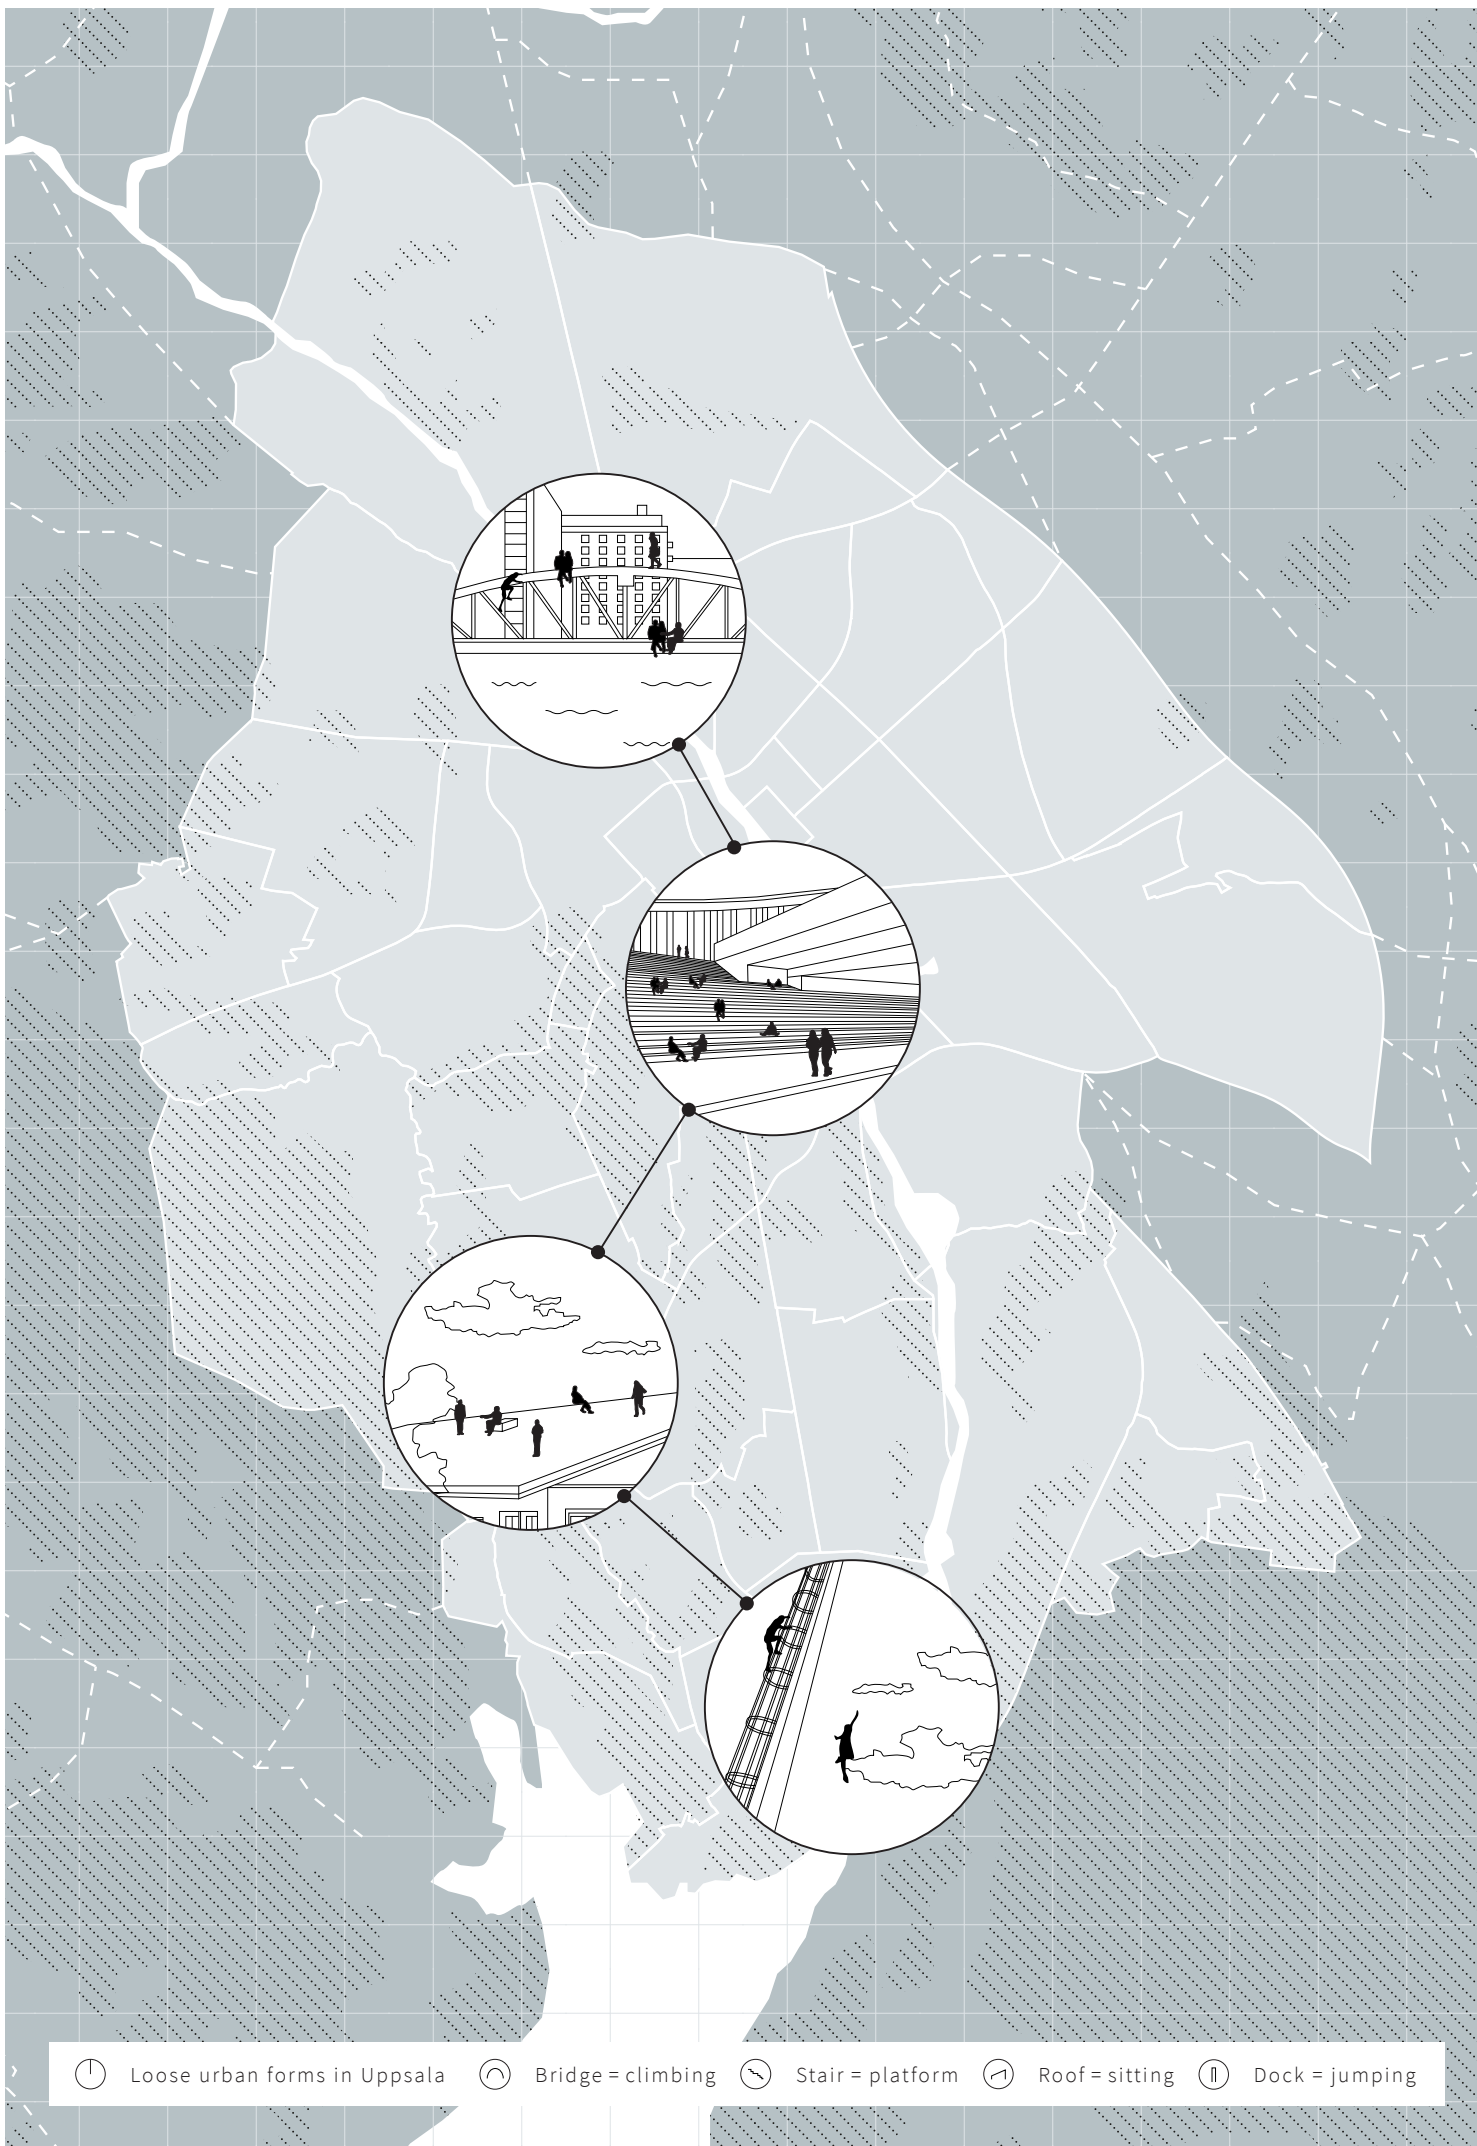 Loose urban forms in Uppsala Bridge = climbing Stair = platform Roof = sitting Dock = jumping